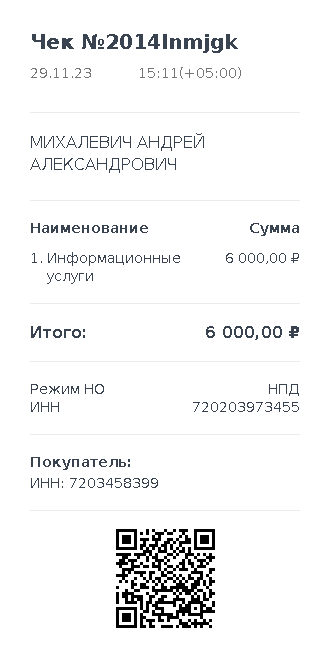 Чек №2014lnmjgk
29.11.23 15:11(+05:00)
МИХАЛЕВИЧ АНДРЕЙ
АЛЕКСАНДРОВИЧ
Наименование Сумма
1. Информационные 6 000,00 ₽
услуги
Итого: 6 000,00 ₽
Режим НО НПД
ИНН 720203973455
Покупатель:
ИНН: 7203458399